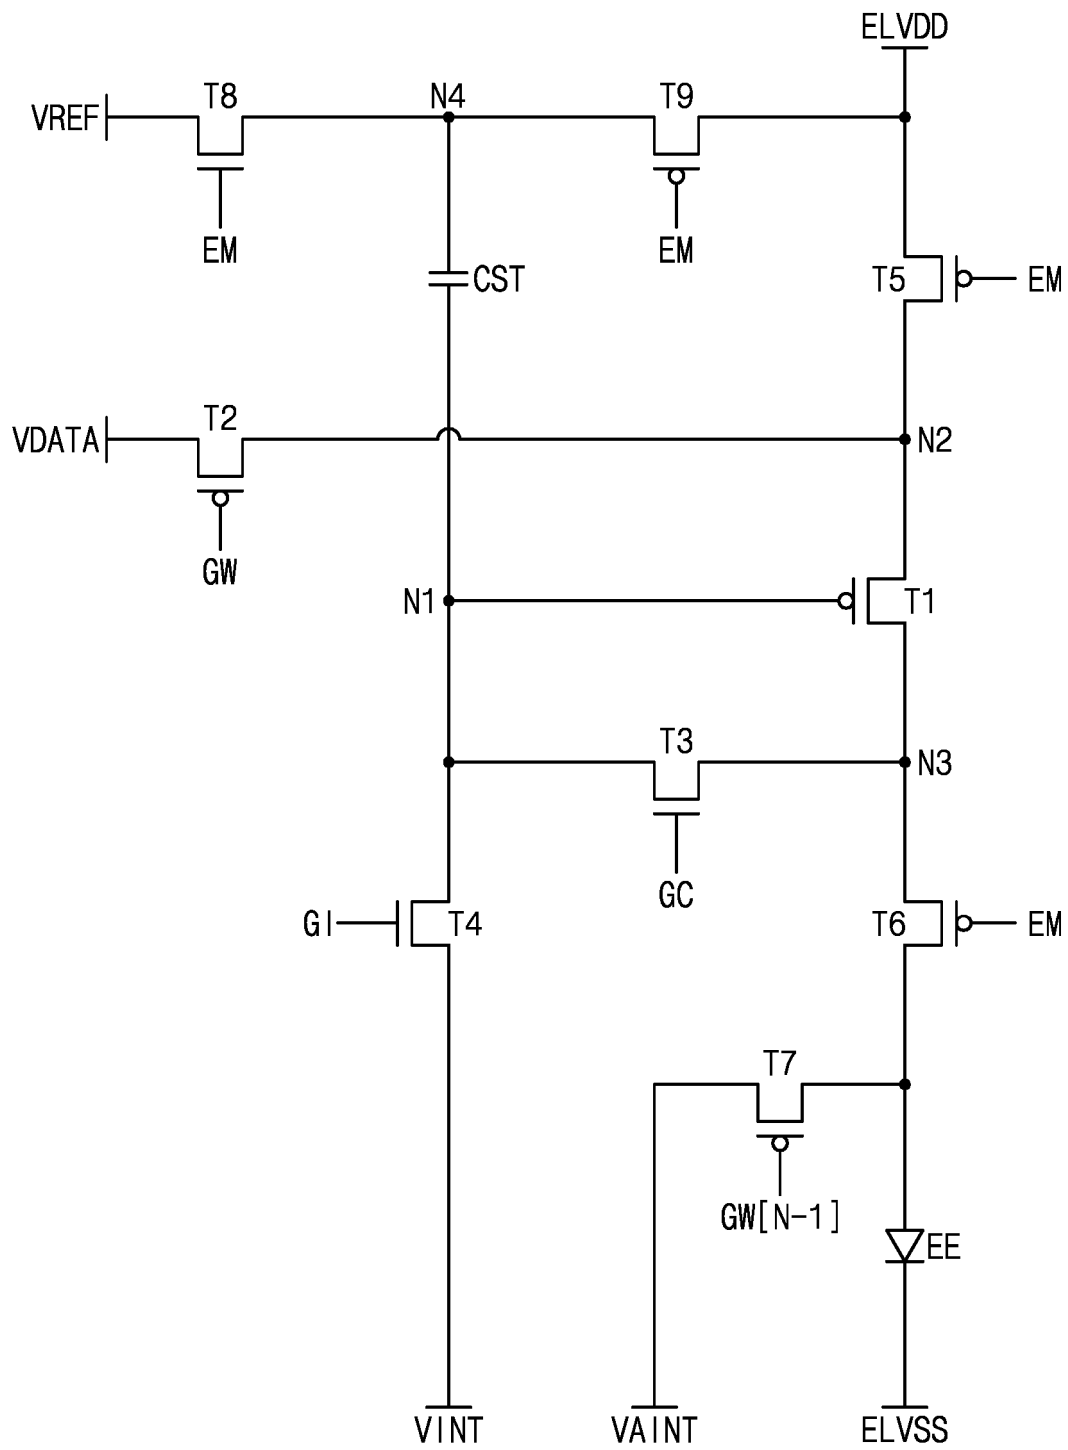 ELVDD
T8
N4
T9
VREF
EM
EM
CST
T5
EM
T2
VDATA
N2
GW
N1
T1
T3
N3
GC
GI
T4
T6
EM
T7
GW[N-1]
EE
VINT
VAINT
ELVSS